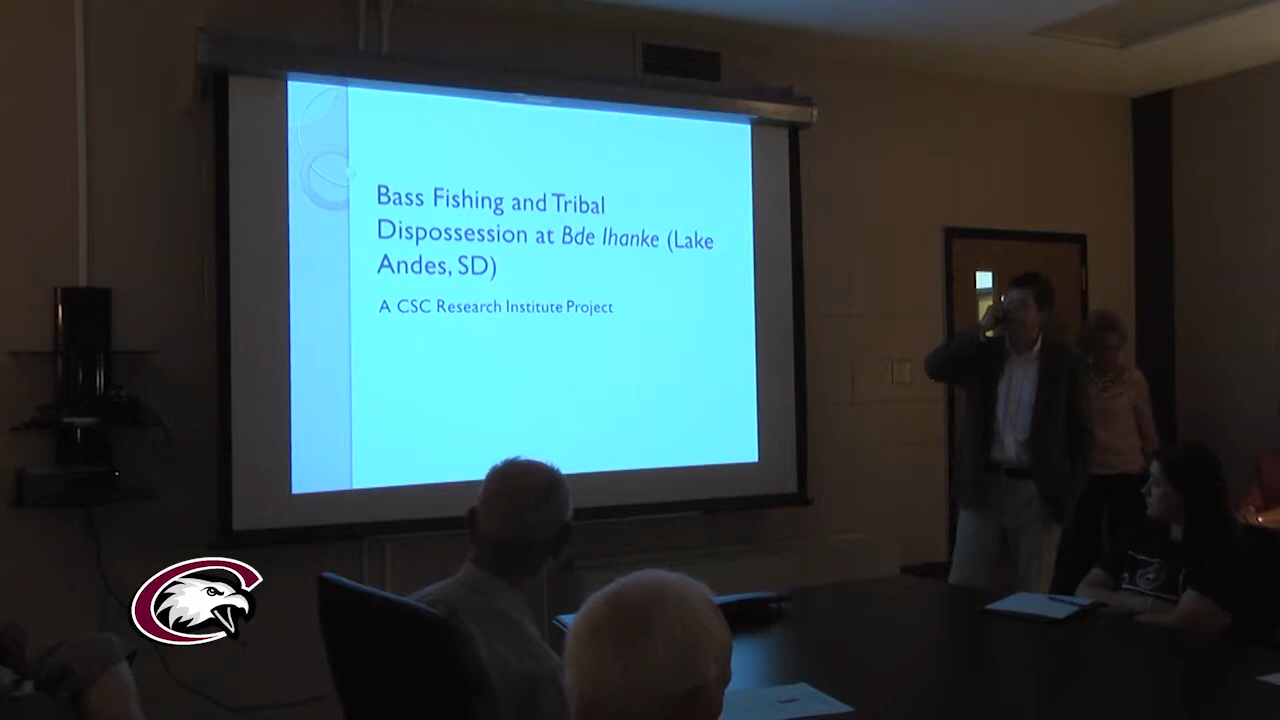 Bass Fishing and Tribal
Dispossession at Bde Ihanke (Lake
Andes, SD)
A CSC Research Institute Project